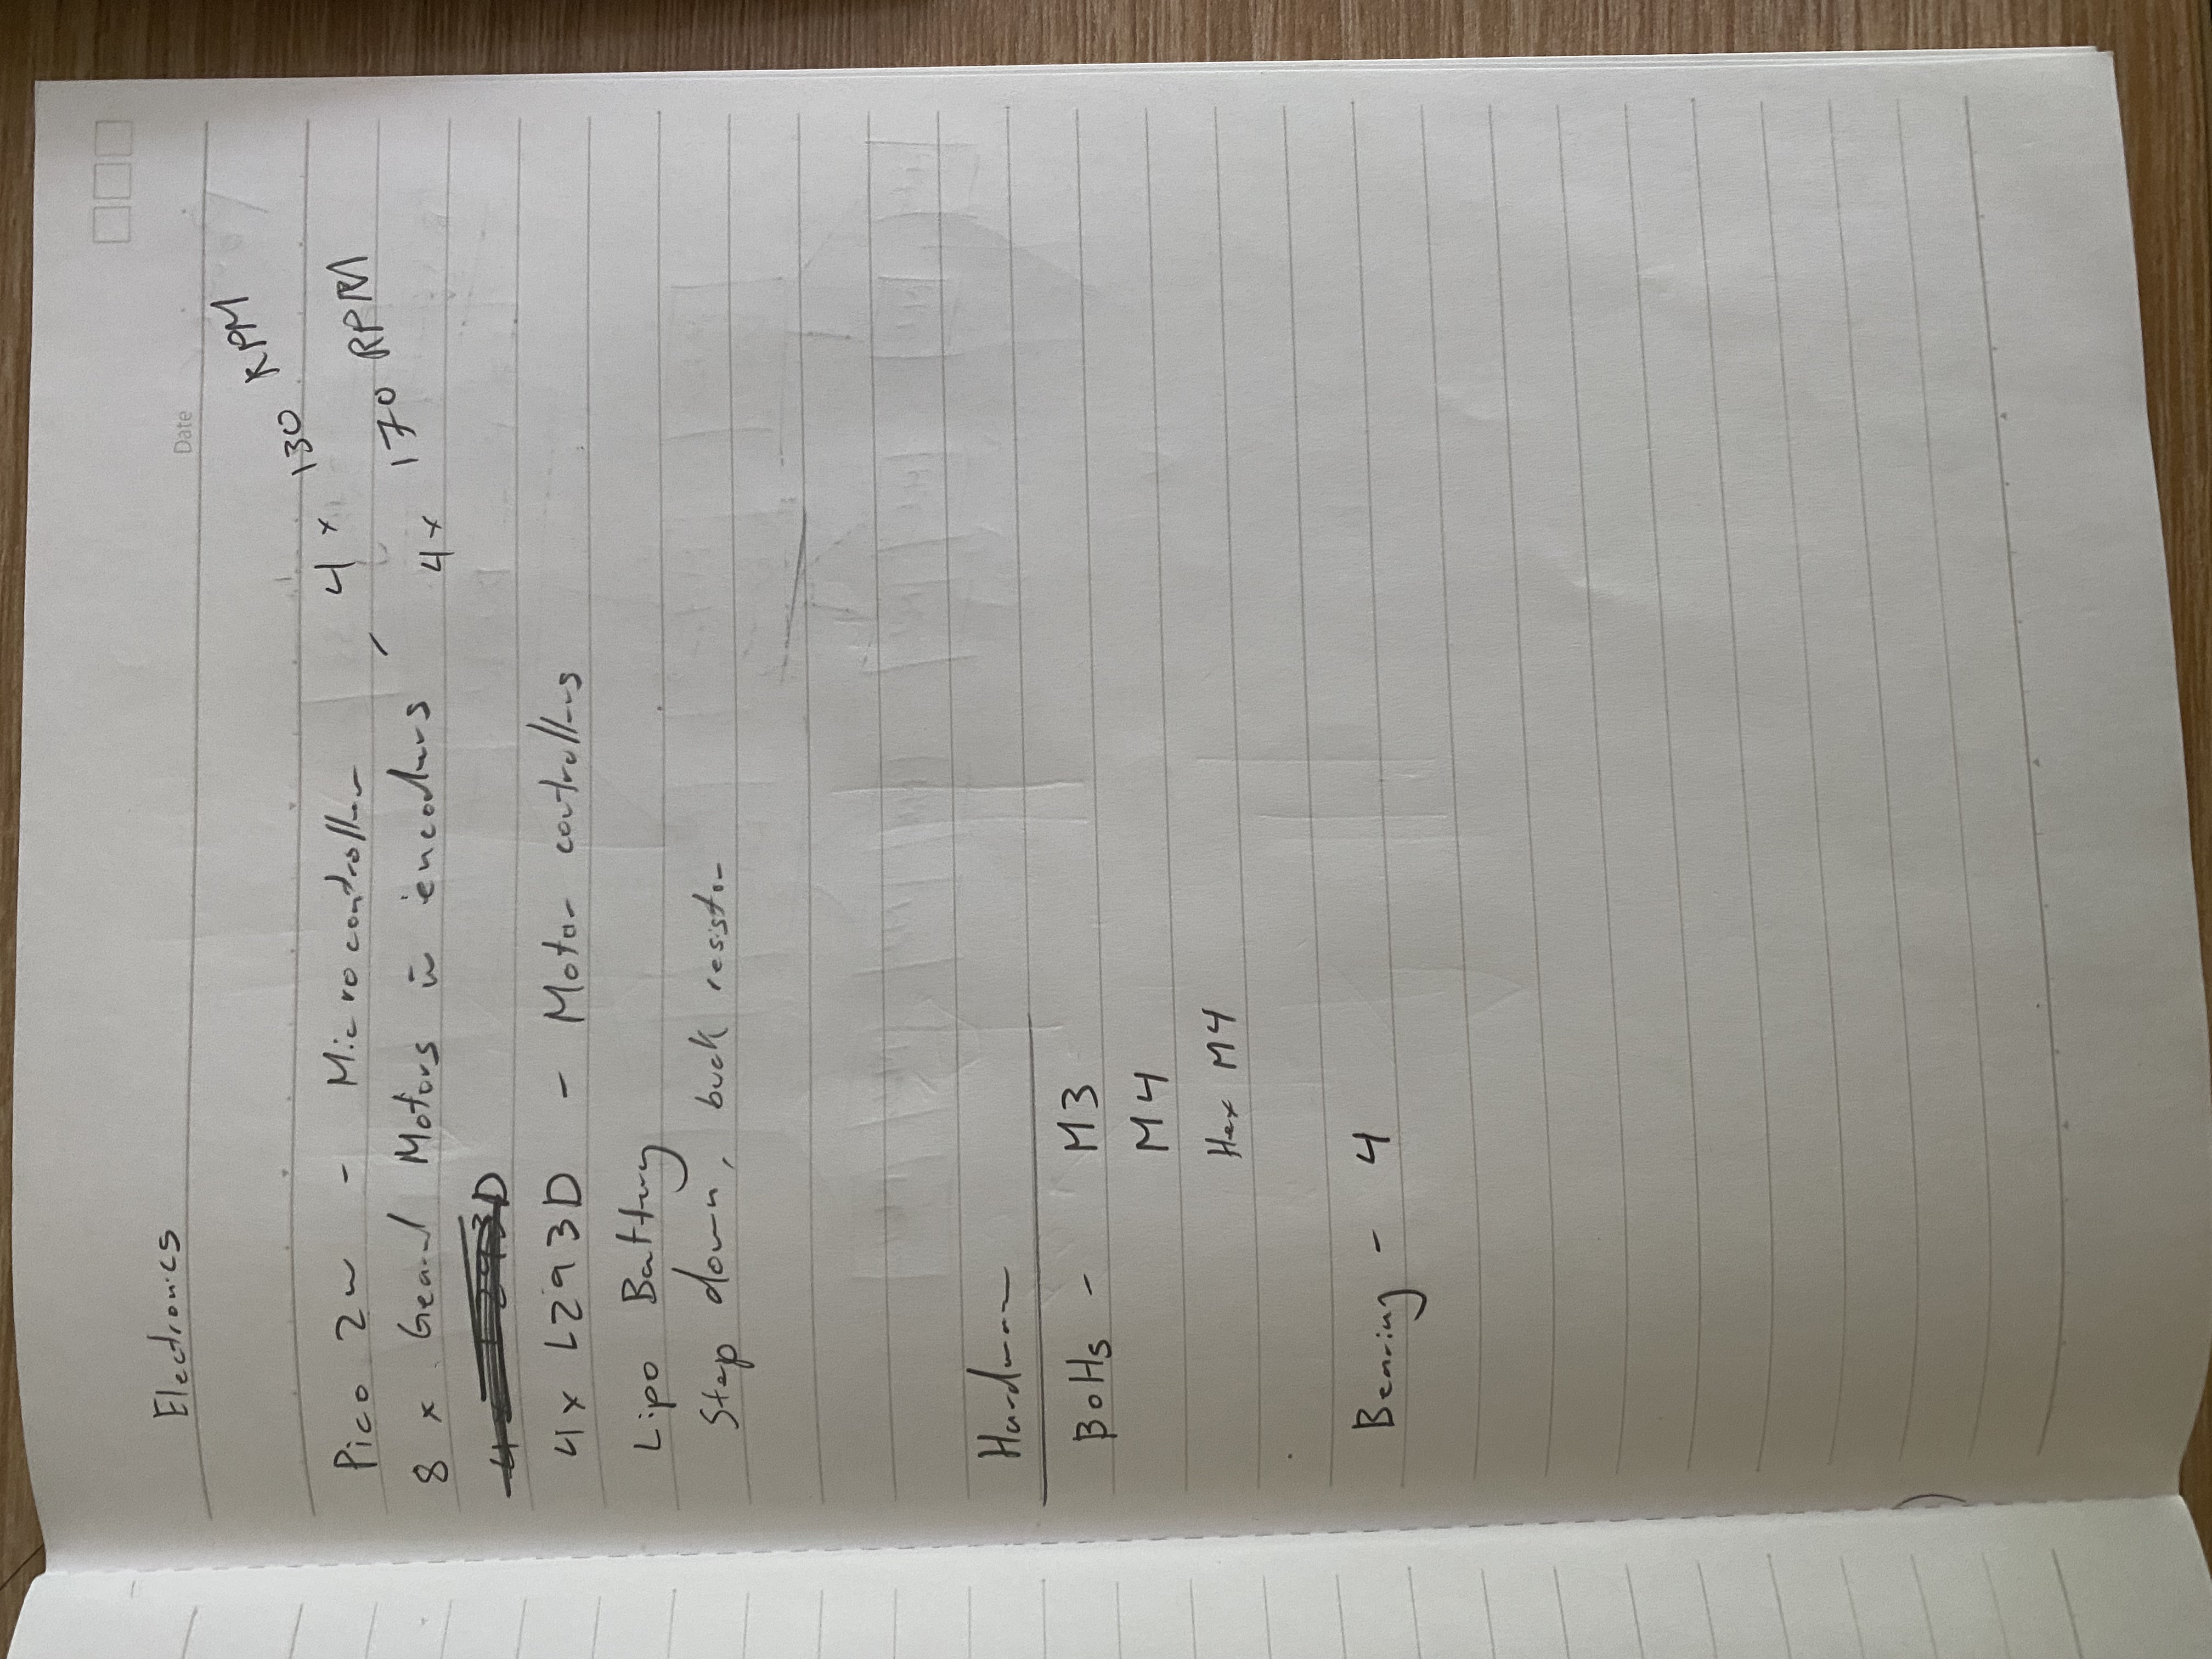 Electronics
Date
Pico 2w - Microcontroller
8 x Geared Motors w encoders - 4 x 130 RPM
4x 170 RPM
4x L293D
4x L293D - Motor controllers
Lipo Battery
Step down, buck resistor
Hardware
Bolts - M3
M4
Hex M4
Bearing - 4